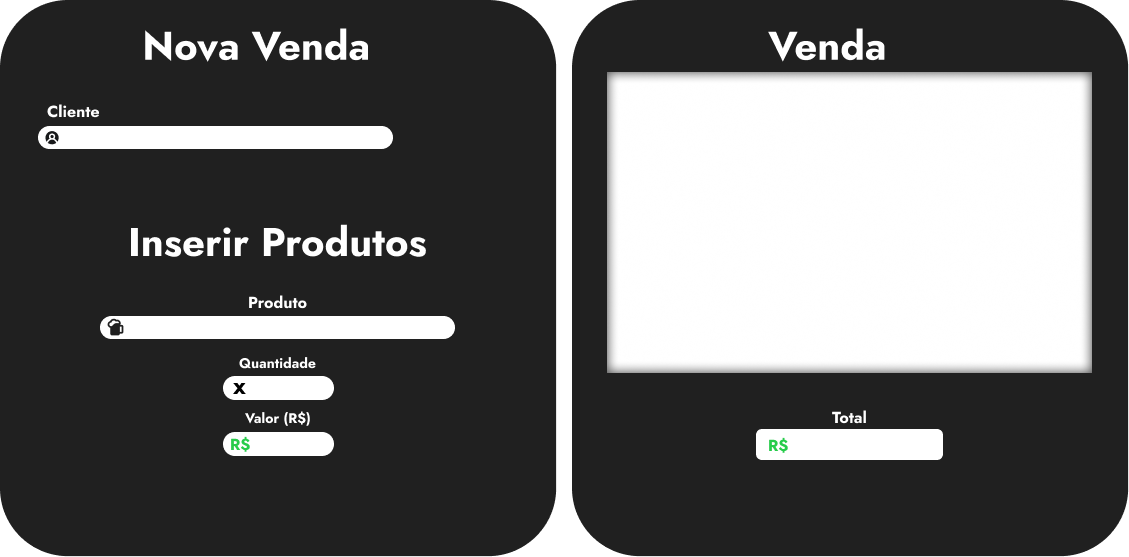 Nova Venda
Cliente
Inserir Produtos
Produto
Quantidade
X
Valor (R$)
R$
Venda
Total
R$